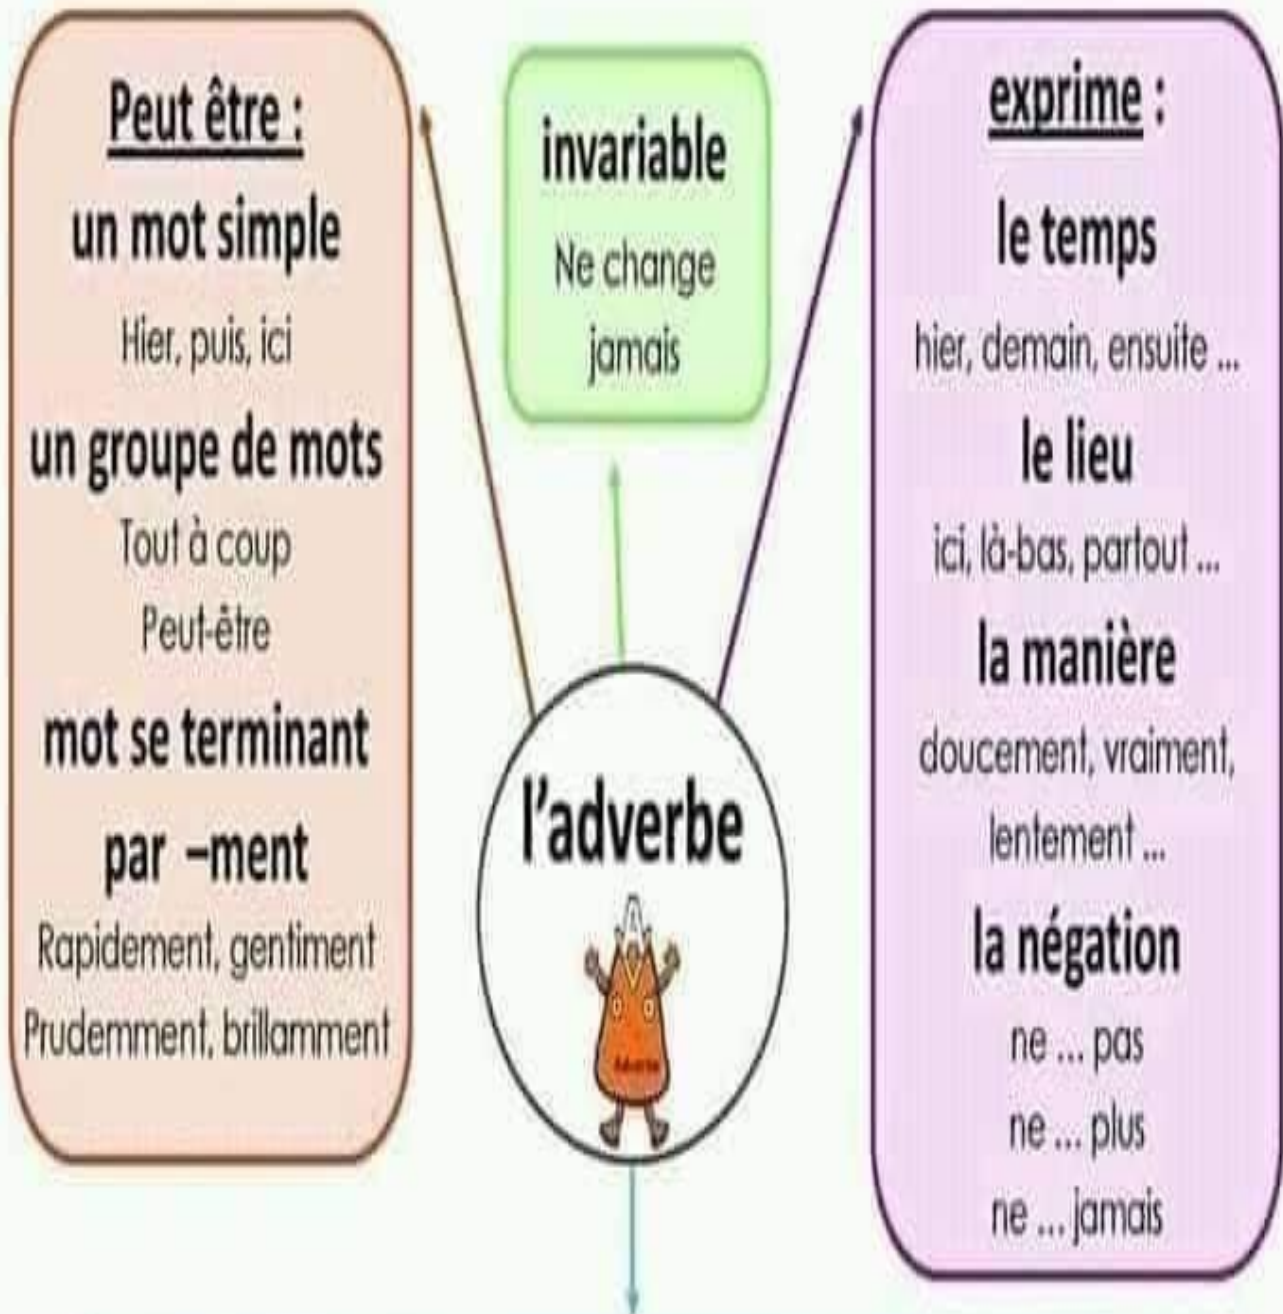 Peut être :
un mot simple
Hier, puis, ici
un groupe de mots
Tout à coup
Peut-être
mot se terminant
par –ment
Rapidement, gentiment
Prudemment, brillamment
invariable
Ne change
jamais
exprime :
le temps
hier, demain, ensuite ...
le lieu
ici, là-bas, partout ...
la manière
doucement, vraiment,
lentement ...
la négation
ne ... pas
ne ... plus
ne ... jamais
l'adverbe
Adverbe